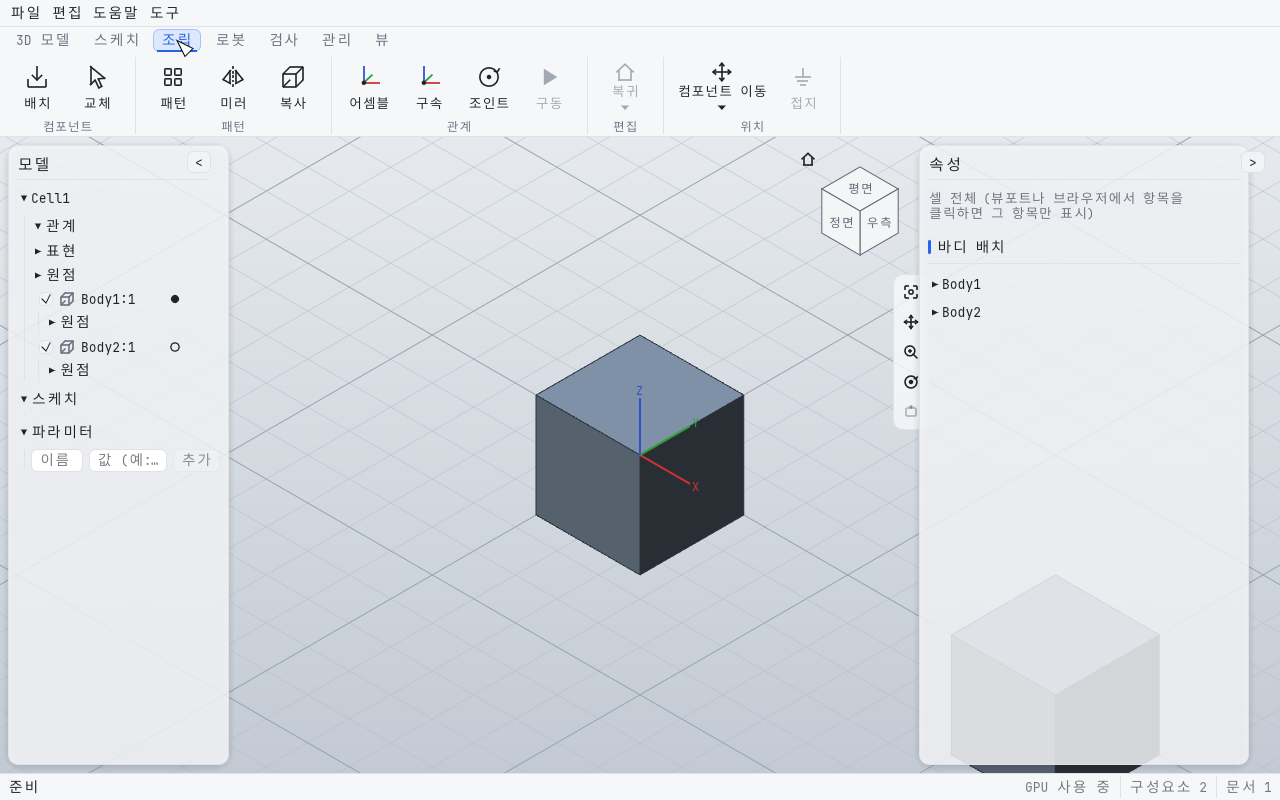 파일 편집 도움말 도구
3D 모델 스케치 조립 로봇 검사 관리 뷰
배치 교체 패턴 미러 복사 어셈블 구속 조인트 구동 복귀 컴포넌트 이동 접지
컴포넌트 패턴 관계 편집 위치
모델 <
Cell1
관계
표현
원점
Body1:1
원점
Body2:1
원점
스케치
파라미터
이름 값 (예:… 추가
평면
정면 우측
Z
Y
X
속성 >
셀 전체 (뷰포트나 브라우저에서 항목을
클릭하면 그 항목만 표시)
바디 배치
Body1
Body2
준비 GPU 사용 중 구성요소 2 문서 1